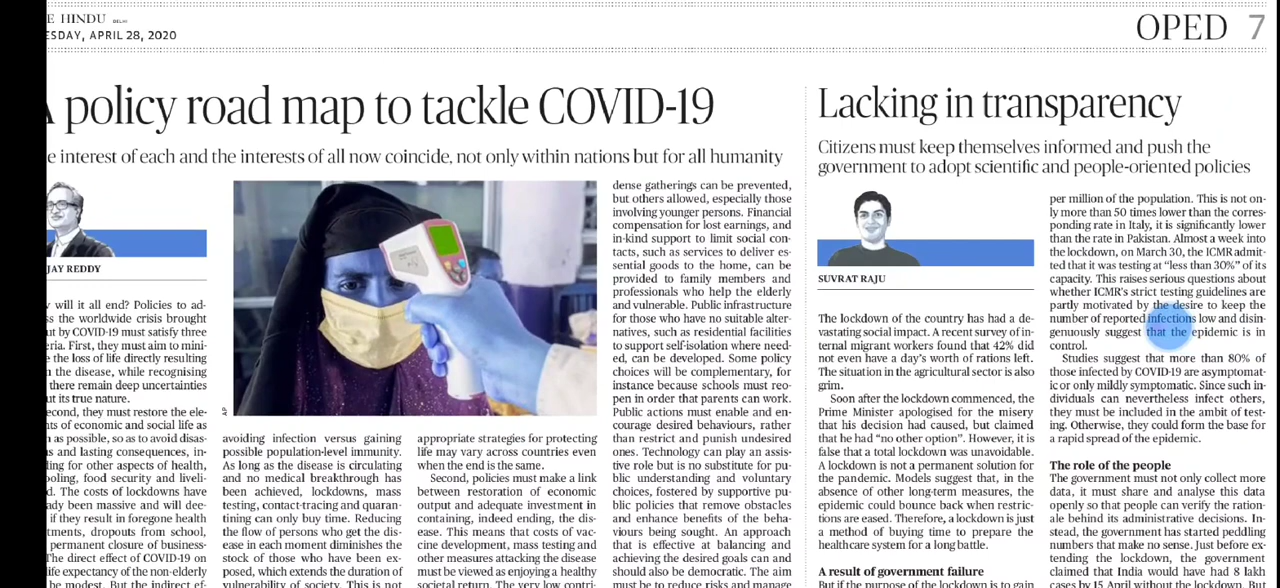 E HINDU DELHI
ESDAY, APRIL 28, 2020
OPED 7
A policy road map to tackle COVID-19
e interest of each and the interests of all now coincide, not only within nations but for all humanity
JAY REDDY
will it all end? Policies to ad-
ss the worldwide crisis brought
ut by COVID-19 must satisfy three
eria. First, they must aim to mini-
e the loss of life directly resulting
n the disease, while recognising
there remain deep uncertainties
ut its true nature.
econd, they must restore the ele-
nts of economic and social life as
n as possible, so as to avoid disas-
s and lasting consequences, in-
ling for other aspects of health,
ooling, food security and liveli-
d. The costs of lockdowns have
ady been massive and will dee-
if they result in foregone health
tments, dropouts from school,
permanent closure of business-
The direct effect of COVID-19 on
life expectancy of the non-elderly
be modest. But the indirect ef-
AP
avoiding infection versus gaining
possible population-level immunity.
As long as the disease is circulating
and no medical breakthrough has
been achieved, lockdowns, mass
testing, contact-tracing and quaran-
tining can only buy time. Reducing
the flow of persons who get the dis-
ease in each moment diminishes the
stock of those who have been ex-
posed, which extends the duration of
vulnerability of society. This is not
appropriate strategies for protecting
life may vary across countries even
when the end is the same.
Second, policies must make a link
between restoration of economic
output and adequate investment in
containing, indeed ending, the dis-
ease. This means that costs of vac-
cine development, mass testing and
other measures attacking the disease
must be viewed as enjoying a healthy
societal return. The very low contri-
dense gatherings can be prevented,
but others allowed, especially those
involving younger persons. Financial
compensation for lost earnings, and
in-kind support to limit social con-
tacts, such as services to deliver es-
sential goods to the home, can be
provided to family members and
professionals who help the elderly
and vulnerable. Public infrastructure
for those who have no suitable alter-
natives, such as residential facilities
to support self-isolation where need-
ed, can be developed. Some policy
choices will be complementary, for
instance because schools must reo-
pen in order that parents can work.
Public actions must enable and en-
courage desired behaviours, rather
than restrict and punish undesired
ones. Technology can play an assis-
tive role but is no substitute for pu-
blic understanding and voluntary
choices, fostered by supportive pu-
blic policies that remove obstacles
and enhance benefits of the beha-
viours being sought. An approach
that is effective at balancing and
achieving the desired goals can and
should also be democratic. The aim
must be to reduce risks and manage
Lacking in transparency
Citizens must keep themselves informed and push the
government to adopt scientific and people-oriented policies
SUVRAT RAJU
The lockdown of the country has had a de-
vastating social impact. A recent survey of in-
ternal migrant workers found that 42% did
not even have a day's worth of rations left.
The situation in the agricultural sector is also
grim.
Soon after the lockdown commenced, the
Prime Minister apologised for the misery
that his decision had caused, but claimed
that he had “no other option”. However, it is
false that a total lockdown was unavoidable.
A lockdown is not a permanent solution for
the pandemic. Models suggest that, in the
absence of other long-term measures, the
epidemic could bounce back when restric-
tions are eased. Therefore, a lockdown is just
a method of buying time to prepare the
healthcare system for a long battle.
A result of government failure
But if the purpose of the lockdown is to gain
per million of the population. This is not on-
ly more than 50 times lower than the corres-
ponding rate in Italy, it is significantly lower
than the rate in Pakistan. Almost a week into
the lockdown, on March 30, the ICMR admit-
ted that it was testing at “less than 30%” of its
capacity. This raises serious questions about
whether ICMR's strict testing guidelines are
partly motivated by the desire to keep the
number of reported infections low and disin-
genuously suggest that the epidemic is in
control.
Studies suggest that more than 80% of
those infected by COVID-19 are asymptomat-
ic or only mildly symptomatic. Since such in-
dividuals can nevertheless infect others,
they must be included in the ambit of test-
ing. Otherwise, they could form the base for
a rapid spread of the epidemic.
The role of the people
The government must not only collect more
data, it must share and analyse this data
openly so that people can verify the ration-
ale behind its administrative decisions. In-
stead, the government has started peddling
numbers that make no sense. Just before ex-
tending the lockdown, the government
claimed that India would have had 8 lakh
cases by 15 April without the lockdown. But